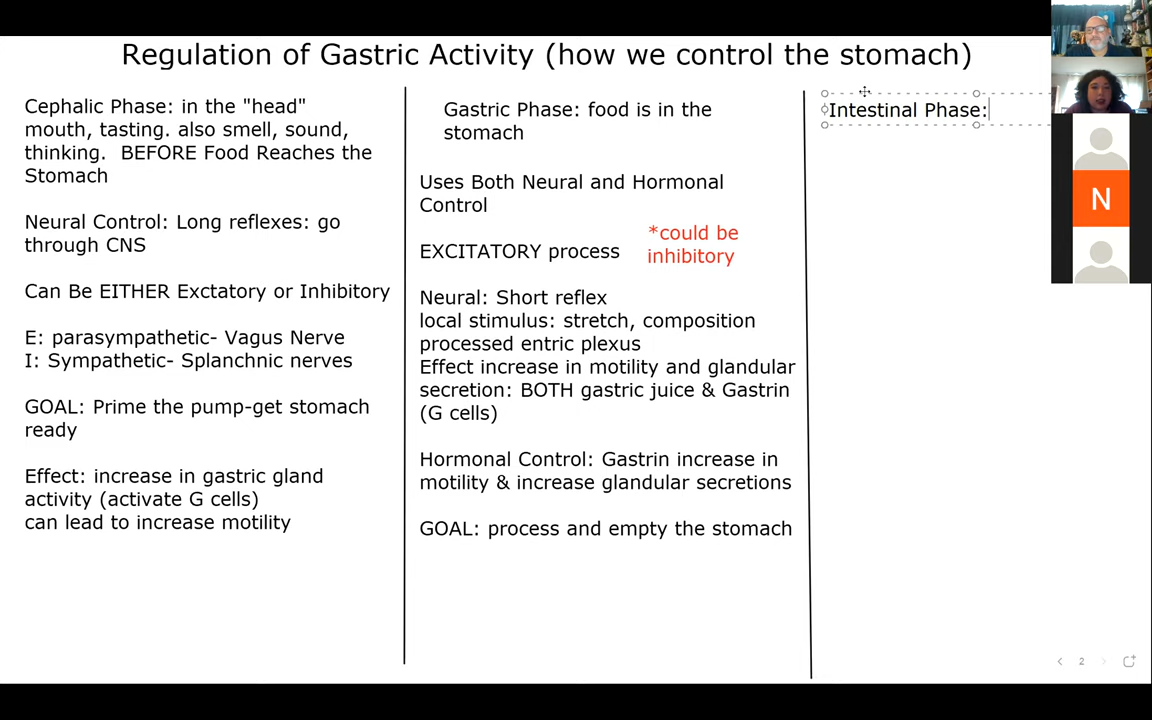 Regulation of Gastric Activity (how we control the stomach)
Cephalic Phase: in the "head"
mouth, tasting. also smell, sound,
thinking.  BEFORE Food Reaches the
Stomach
Neural Control: Long reflexes: go
through CNS
Can Be EITHER Exctatory or Inhibitory
E: parasympathetic- Vagus Nerve
I: Sympathetic- Splanchnic nerves
GOAL: Prime the pump-get stomach
ready
Effect: increase in gastric gland
activity (activate G cells)
can lead to increase motility
Gastric Phase: food is in the
stomach
Uses Both Neural and Hormonal
Control
EXCITATORY process
*could be
inhibitory
Neural: Short reflex
local stimulus: stretch, composition
processed entric plexus
Effect increase in motility and glandular
secretion: BOTH gastric juice & Gastrin
(G cells)
Hormonal Control: Gastrin increase in
motility & increase glandular secretions
GOAL: process and empty the stomach
Intestinal Phase:
N
2